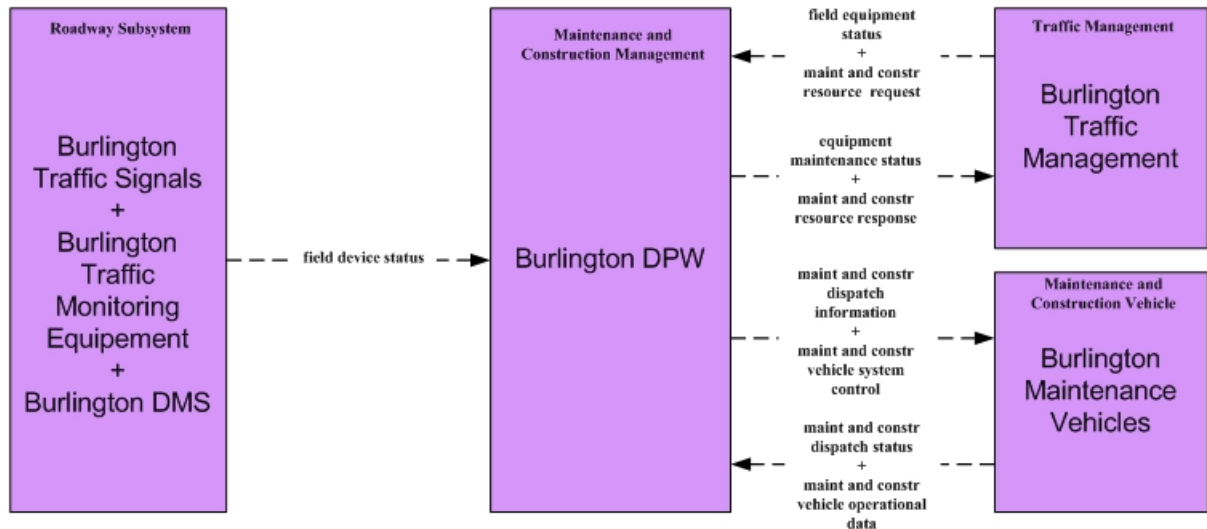 Roadway Subsystem
Burlington
Traffic Signals
+
Burlington
Traffic
Monitoring
Equipement
+
Burlington DMS
field device status
Maintenance and
Construction Management
Burlington DPW
field equipment
status
+
maint and constr
resource request
equipment
maintenance status
+
maint and constr
resource response
maint and constr
dispatch
information
+
maint and constr
vehicle system
control
maint and constr
dispatch status
+
maint and constr
vehicle operational
data
Traffic Management
Burlington
Traffic
Management
Maintenance and
Construction Vehicle
Burlington
Maintenance
Vehicles